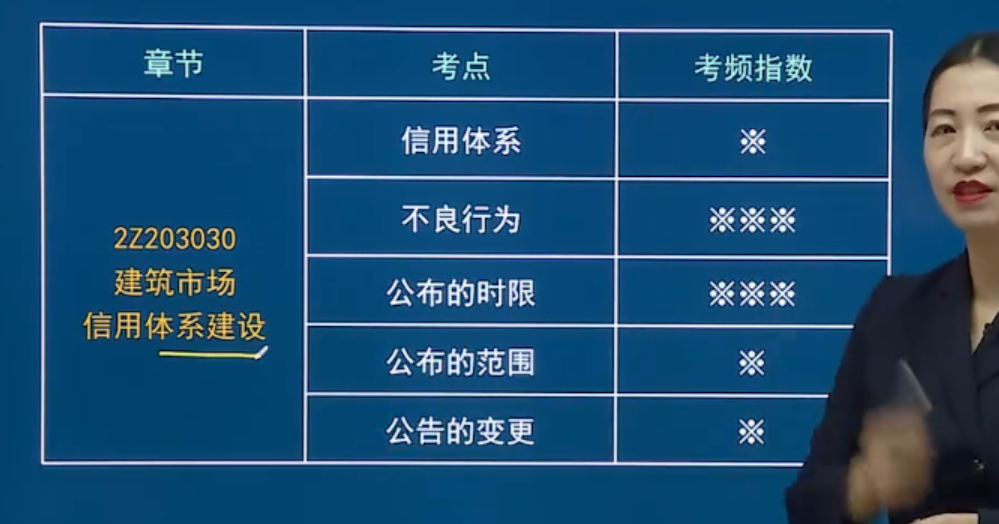 章节 考点 考频指数
信用体系 ※
不良行为 ※※※
2Z203030
建筑市场
信用体系建设
公布的时限 ※※※
公布的范围 ※
公告的变更 ※